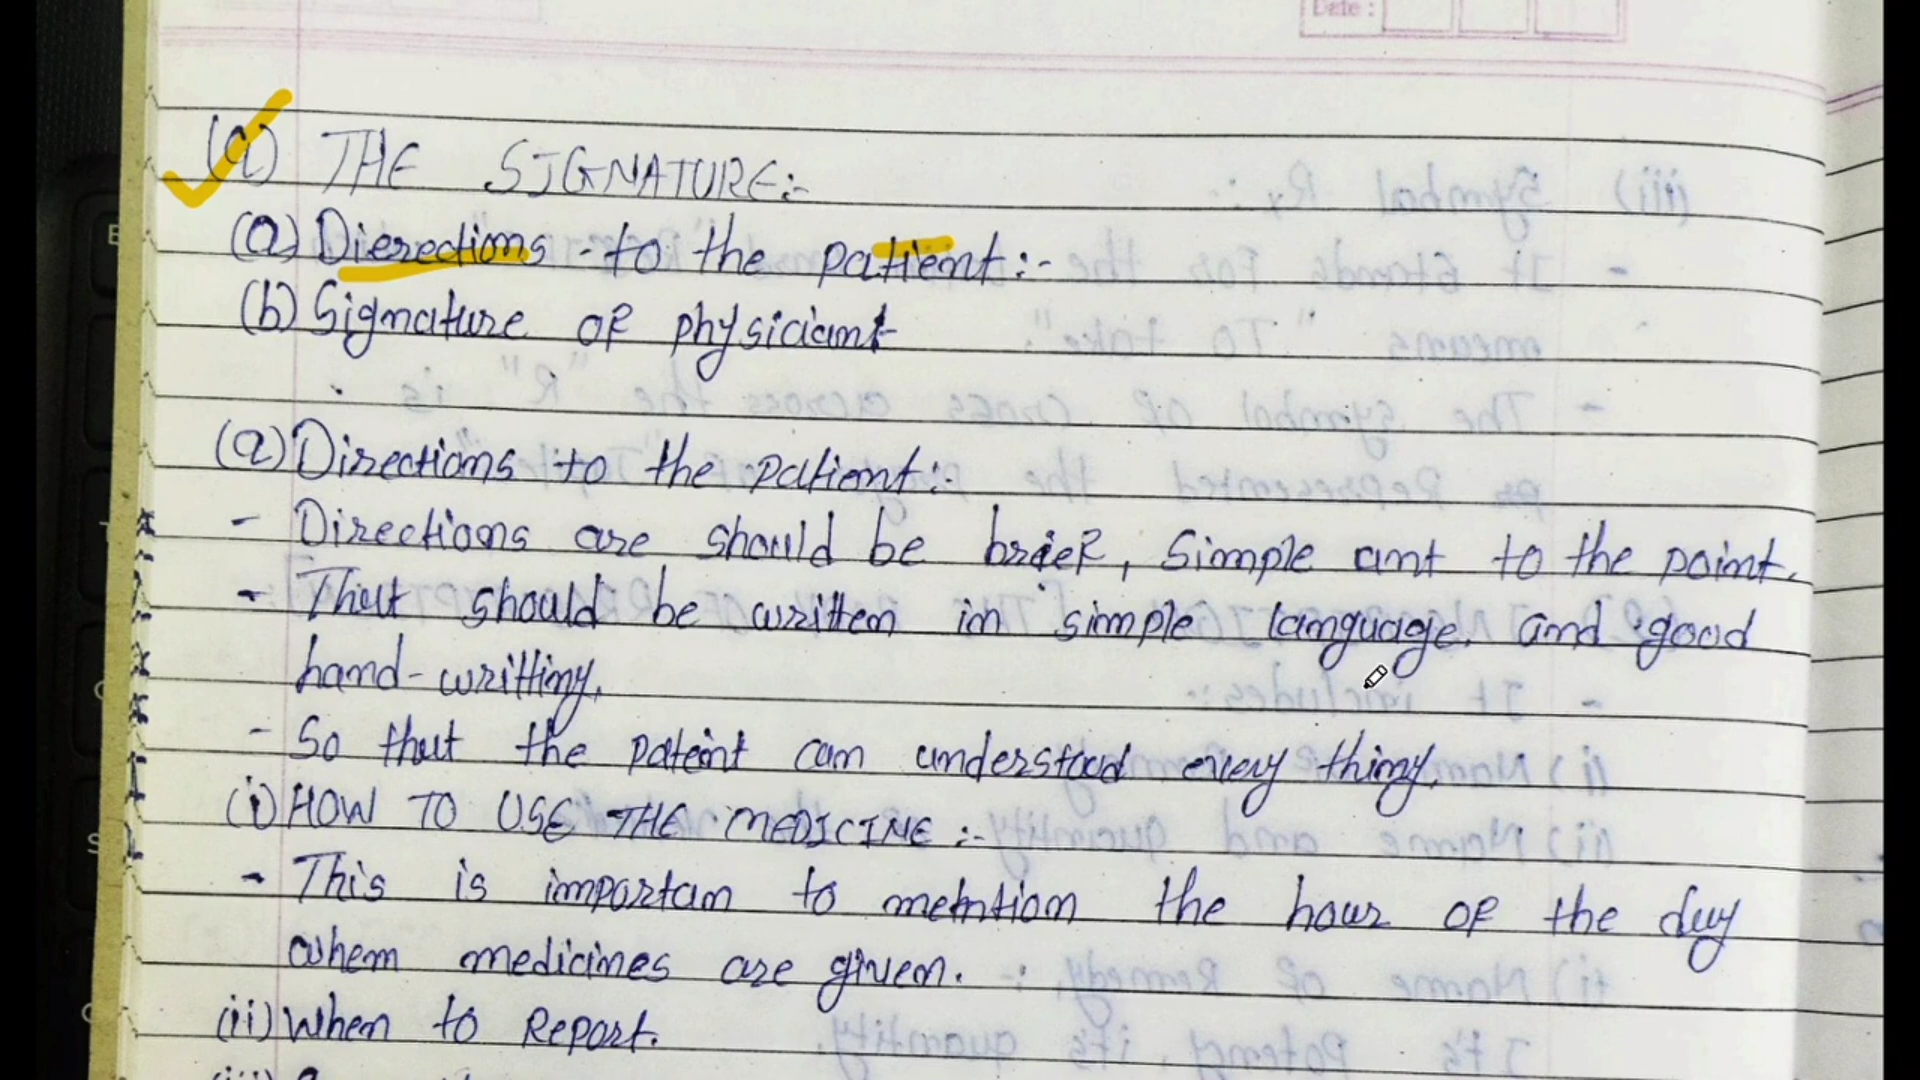 Date :
(a) THE SIGNATURE:-
(a) Dierections - to the patient:-
(b) Signature of physiciant
(a) Directions to the patient:-
- Directions are should be brief, Simple ant to the point.
- That should be written in simple language. and good
hand-writting.
- So that the pateint can understood every thing.
(i) HOW TO USE THE MEDICINE :-
- This is importan to mention the hour of the day
when medicines are given.
(ii) When to Report.